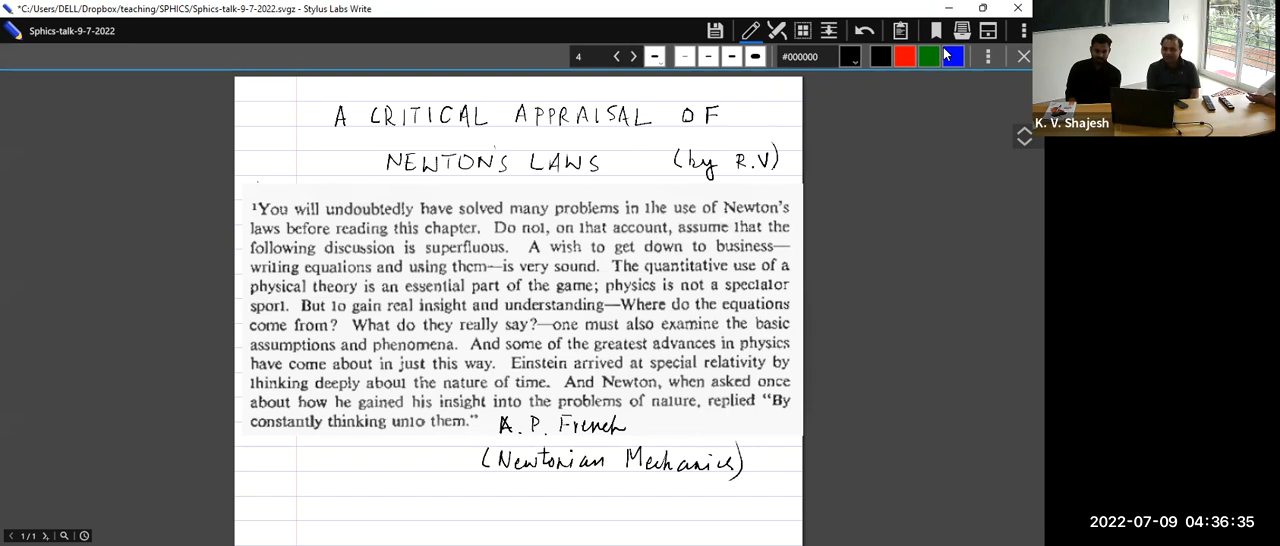 *C:/Users/DELL/Dropbox/teaching/SPHICS/Sphics-talk-9-7-2022.svgz - Stylus Labs Write
Sphics-talk-9-7-2022
4
#000000
K. V. Shajesh
A CRITICAL APPRAISAL OF
NEWTON'S LAWS (by R.V)
¹You will undoubtedly have solved many problems in the use of Newton's
laws before reading this chapter. Do not, on that account, assume that the
following discussion is superfluous. A wish to get down to business—
writing equations and using them—is very sound. The quantitative use of a
physical theory is an essential part of the game; physics is not a spectator
sport. But to gain real insight and understanding—Where do the equations
come from? What do they really say?—one must also examine the basic
assumptions and phenomena. And some of the greatest advances in physics
have come about in just this way. Einstein arrived at special relativity by
thinking deeply about the nature of time. And Newton, when asked once
about how he gained his insight into the problems of nature, replied "By
constantly thinking unto them." A. P. French
(Newtonian Mechanics)
1/1
2022-07-09 04:36:35